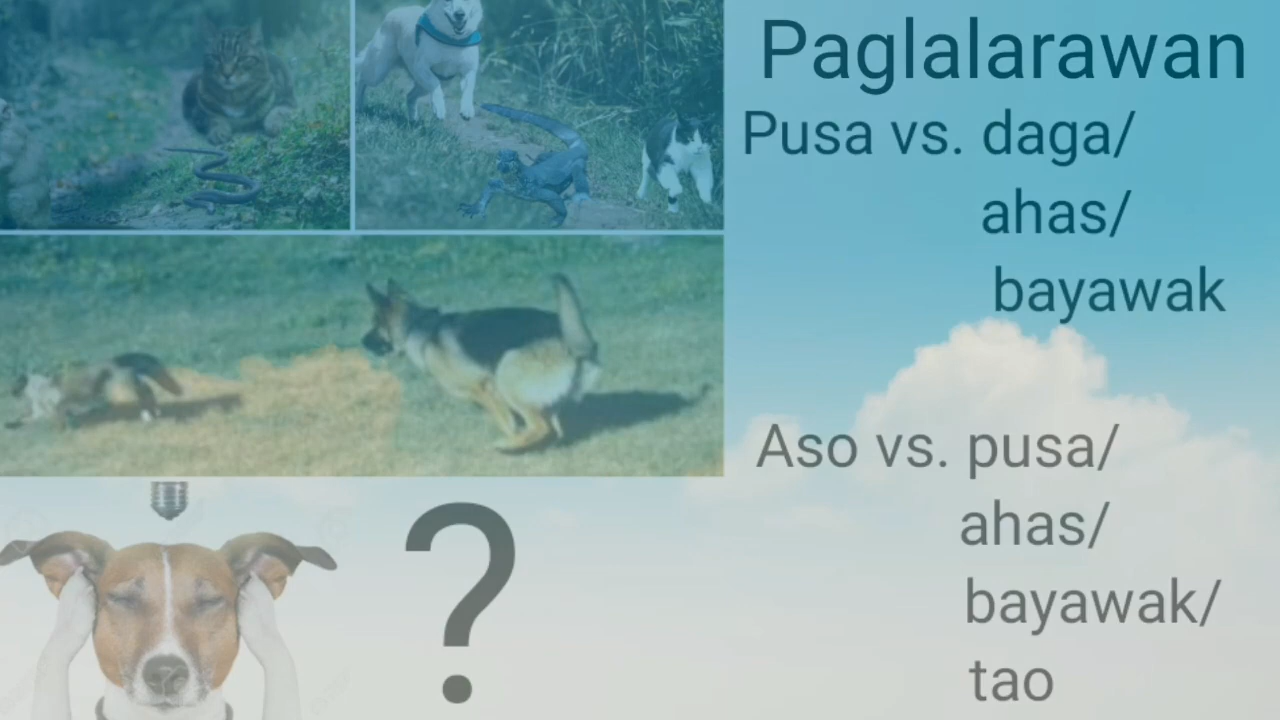 Paglalarawan
Pusa vs. daga/
ahas/
bayawak
Aso vs. pusa/
ahas/
bayawak/
tao
?